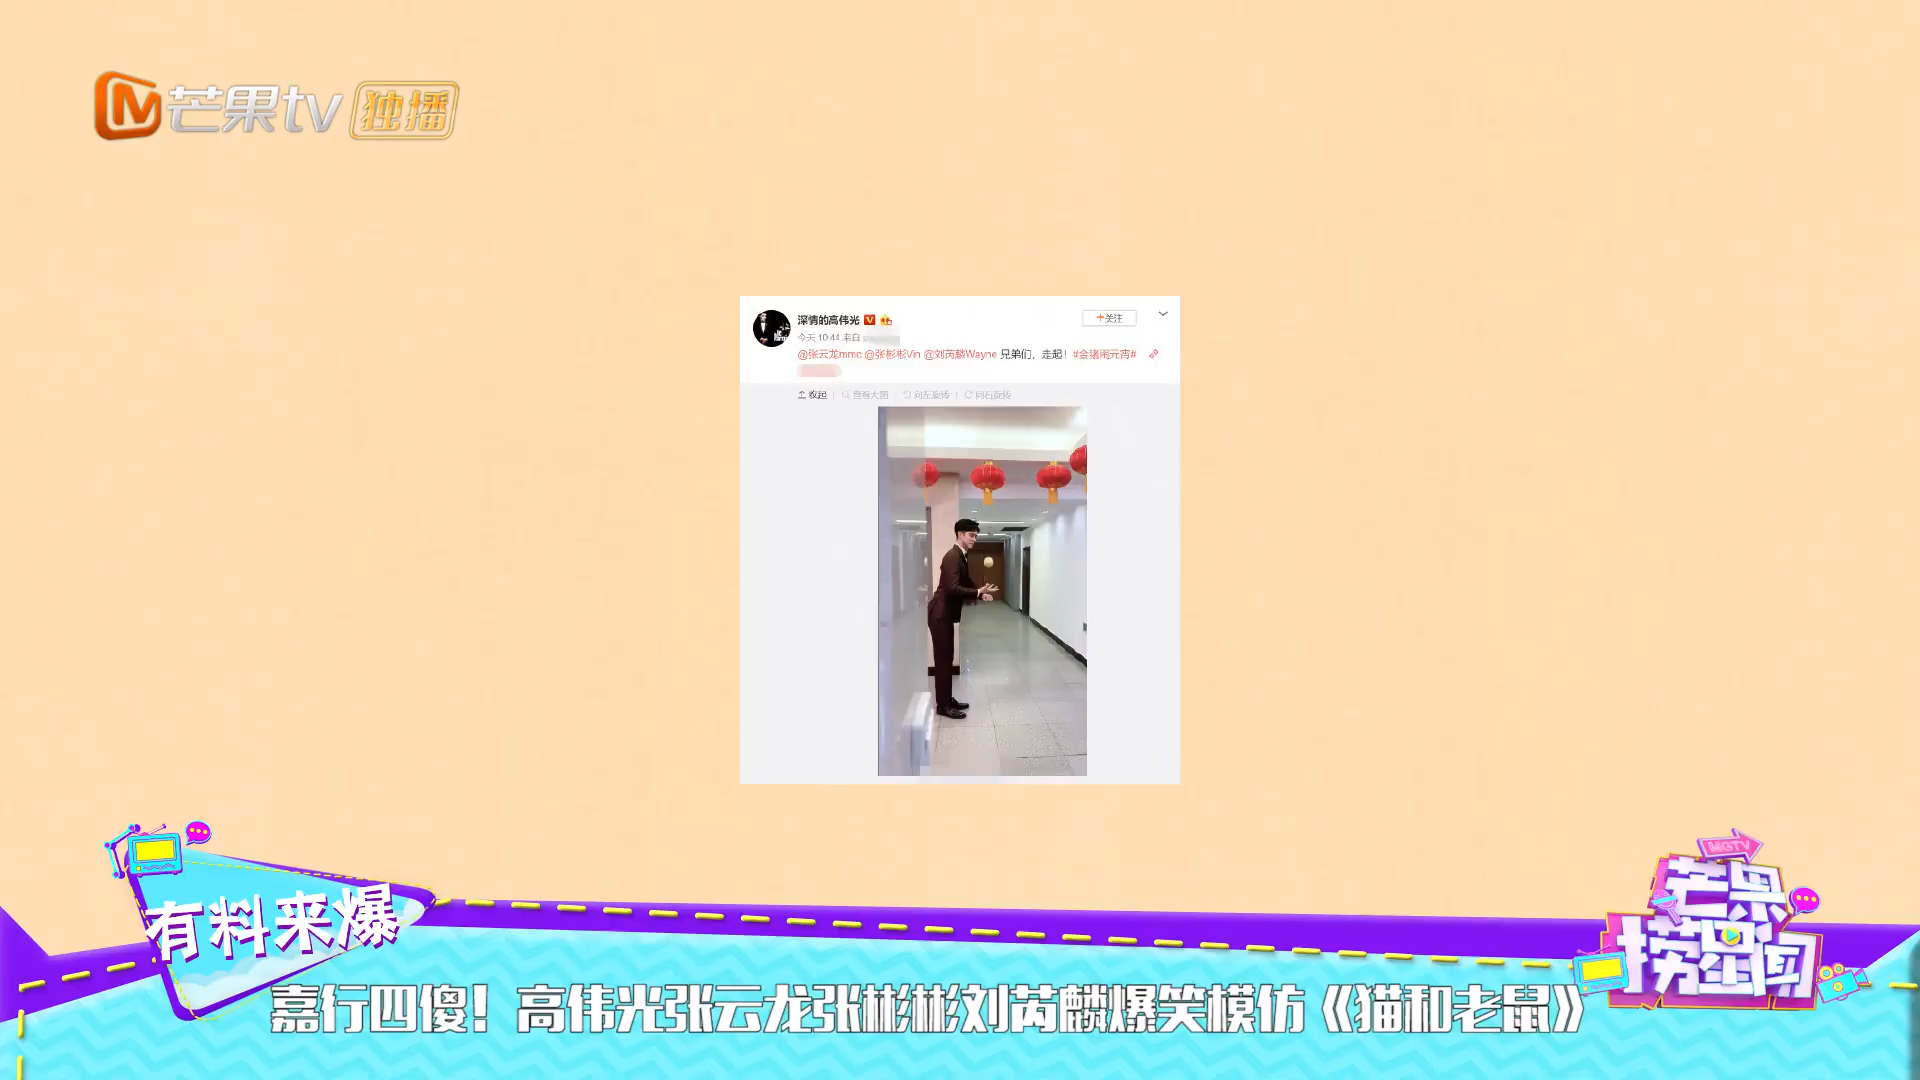 芒果tv 独播
深情的高伟光
+关注
今天 10:44 来自
@张云龙mmc @张彬彬Vin @刘芮麟Wayne 兄弟们，走起！#金猪闹元宵#
收起 | 查看大图 | 向左旋转 | 向右旋转
MGTV
芒果
捞星闻
有料来爆
嘉行四傻！高伟光张云龙张彬彬刘芮麟爆笑模仿《猫和老鼠》